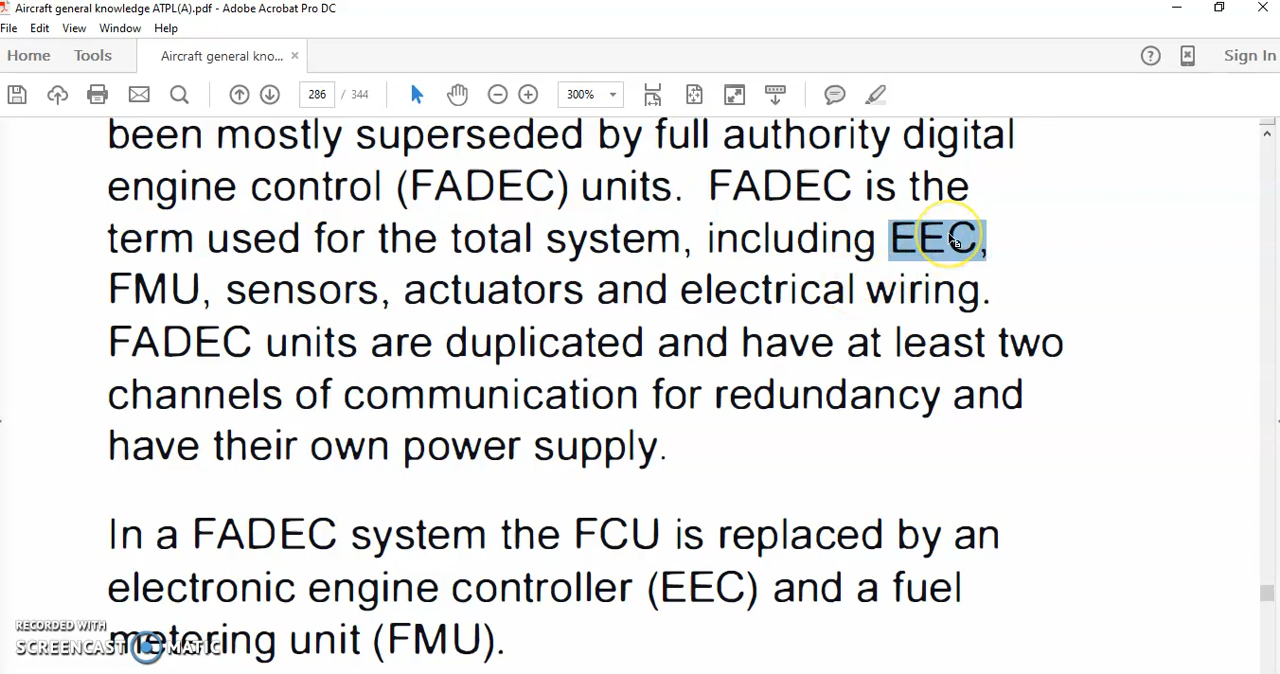 Aircraft general knowledge ATPL(A).pdf - Adobe Acrobat Pro DC
File Edit View Window Help
Home Tools Aircraft general kno... × Sign In
286 / 344 300%
been mostly superseded by full authority digital
engine control (FADEC) units. FADEC is the
term used for the total system, including EEC,
FMU, sensors, actuators and electrical wiring.
FADEC units are duplicated and have at least two
channels of communication for redundancy and
have their own power supply.
In a FADEC system the FCU is replaced by an
electronic engine controller (EEC) and a fuel
metering unit (FMU).
RECORDED WITH
SCREENCAST MATIC